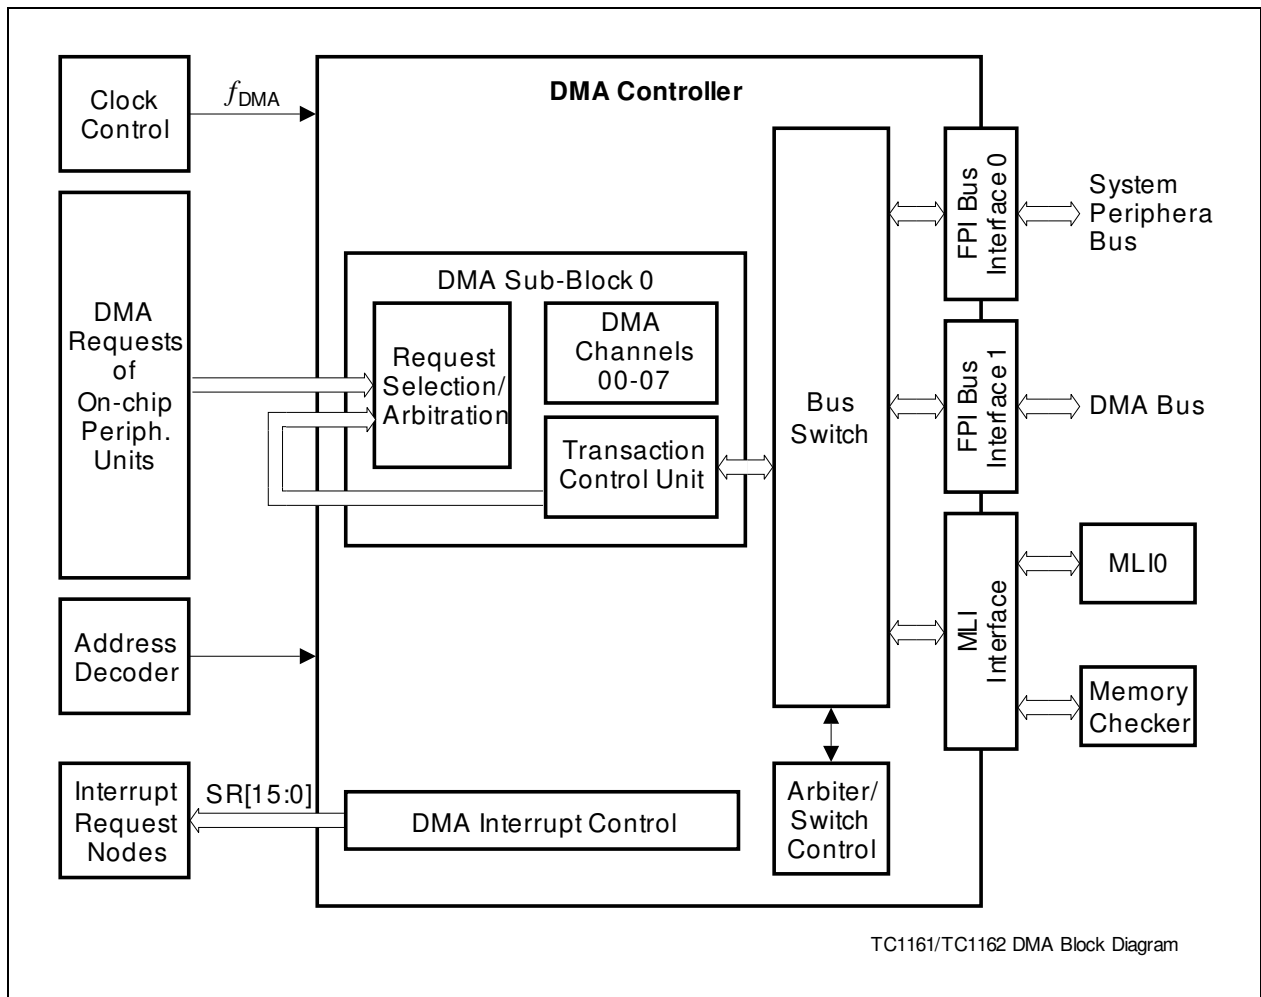 DMA Controller
Clock
Control
fDMA
DMA
Requests
of
On-chip
Periph.
Units
Address
Decoder
Interrupt
Request
Nodes
SR[15:0]
DMA Sub-Block 0
Request
Selection/
Arbitration
DMA
Channels
00-07
Transaction
Control Unit
DMA Interrupt Control
Bus
Switch
Arbiter/
Switch
Control
FPI Bus
Interface 0
FPI Bus
Interface 1
MLI
Interface
System
Periphera
Bus
DMA Bus
MLI0
Memory
Checker
TC1161/TC1162 DMA Block Diagram